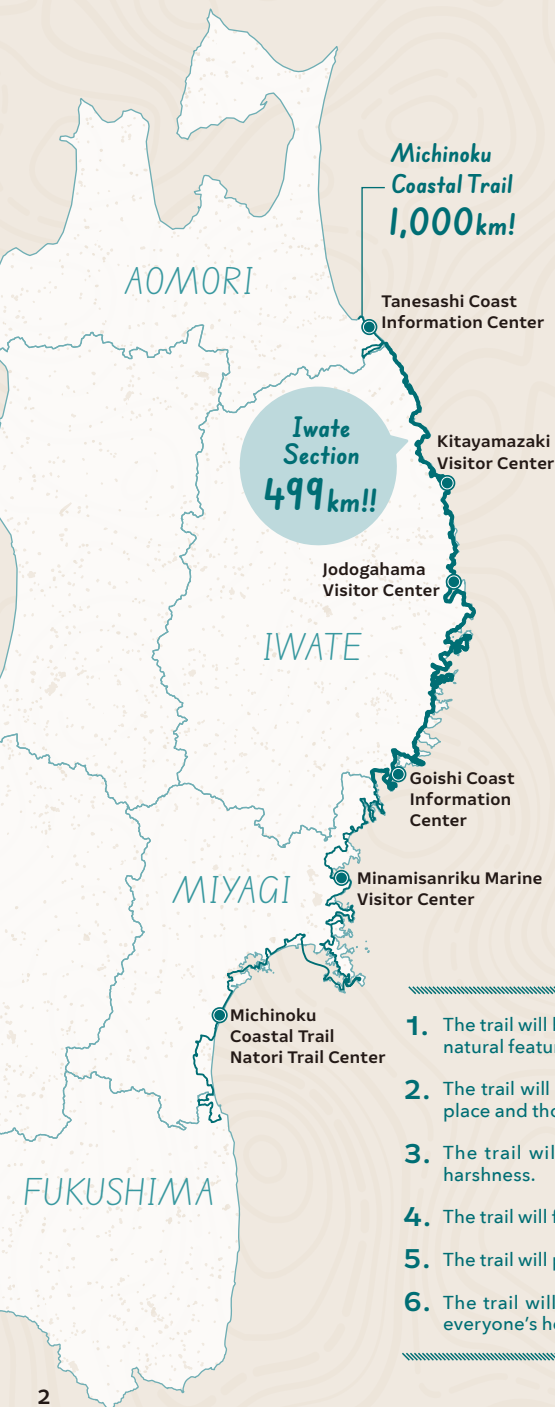 Michinoku
Coastal Trail
1,000km!
AOMORI
Tanesashi Coast
Information Center
Iwate
Section
499km!!
Kitayamazaki
Visitor Center
Jodogahama
Visitor Center
IWATE
Goishi Coast
Information
Center
MIYAGI
Minamisanriku Marine
Visitor Center
Michinoku
Coastal Trail
Natori Trail Center
1. The trail will
natural featu
2. The trail will
place and tho
3. The trail wil
harshness.
4. The trail will f
5. The trail will p
6. The trail will
everyone's he
FUKUSHIMA
2